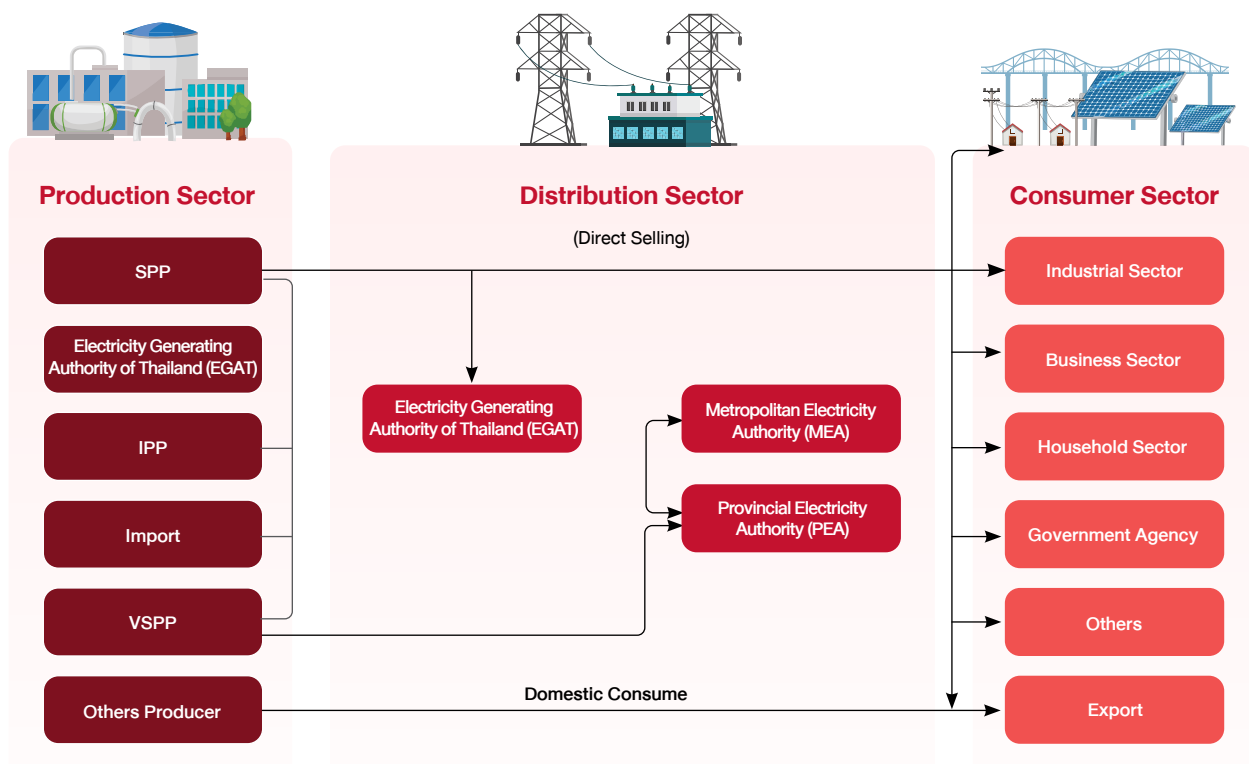 Production Sector
SPP
Electricity Generating
Authority of Thailand (EGAT)
IPP
Import
VSPP
Others Producer
Distribution Sector
(Direct Selling)
Electricity Generating
Authority of Thailand (EGAT)
Metropolitan Electricity
Authority (MEA)
Provincial Electricity
Authority (PEA)
Domestic Consume
Consumer Sector
Industrial Sector
Business Sector
Household Sector
Government Agency
Others
Export